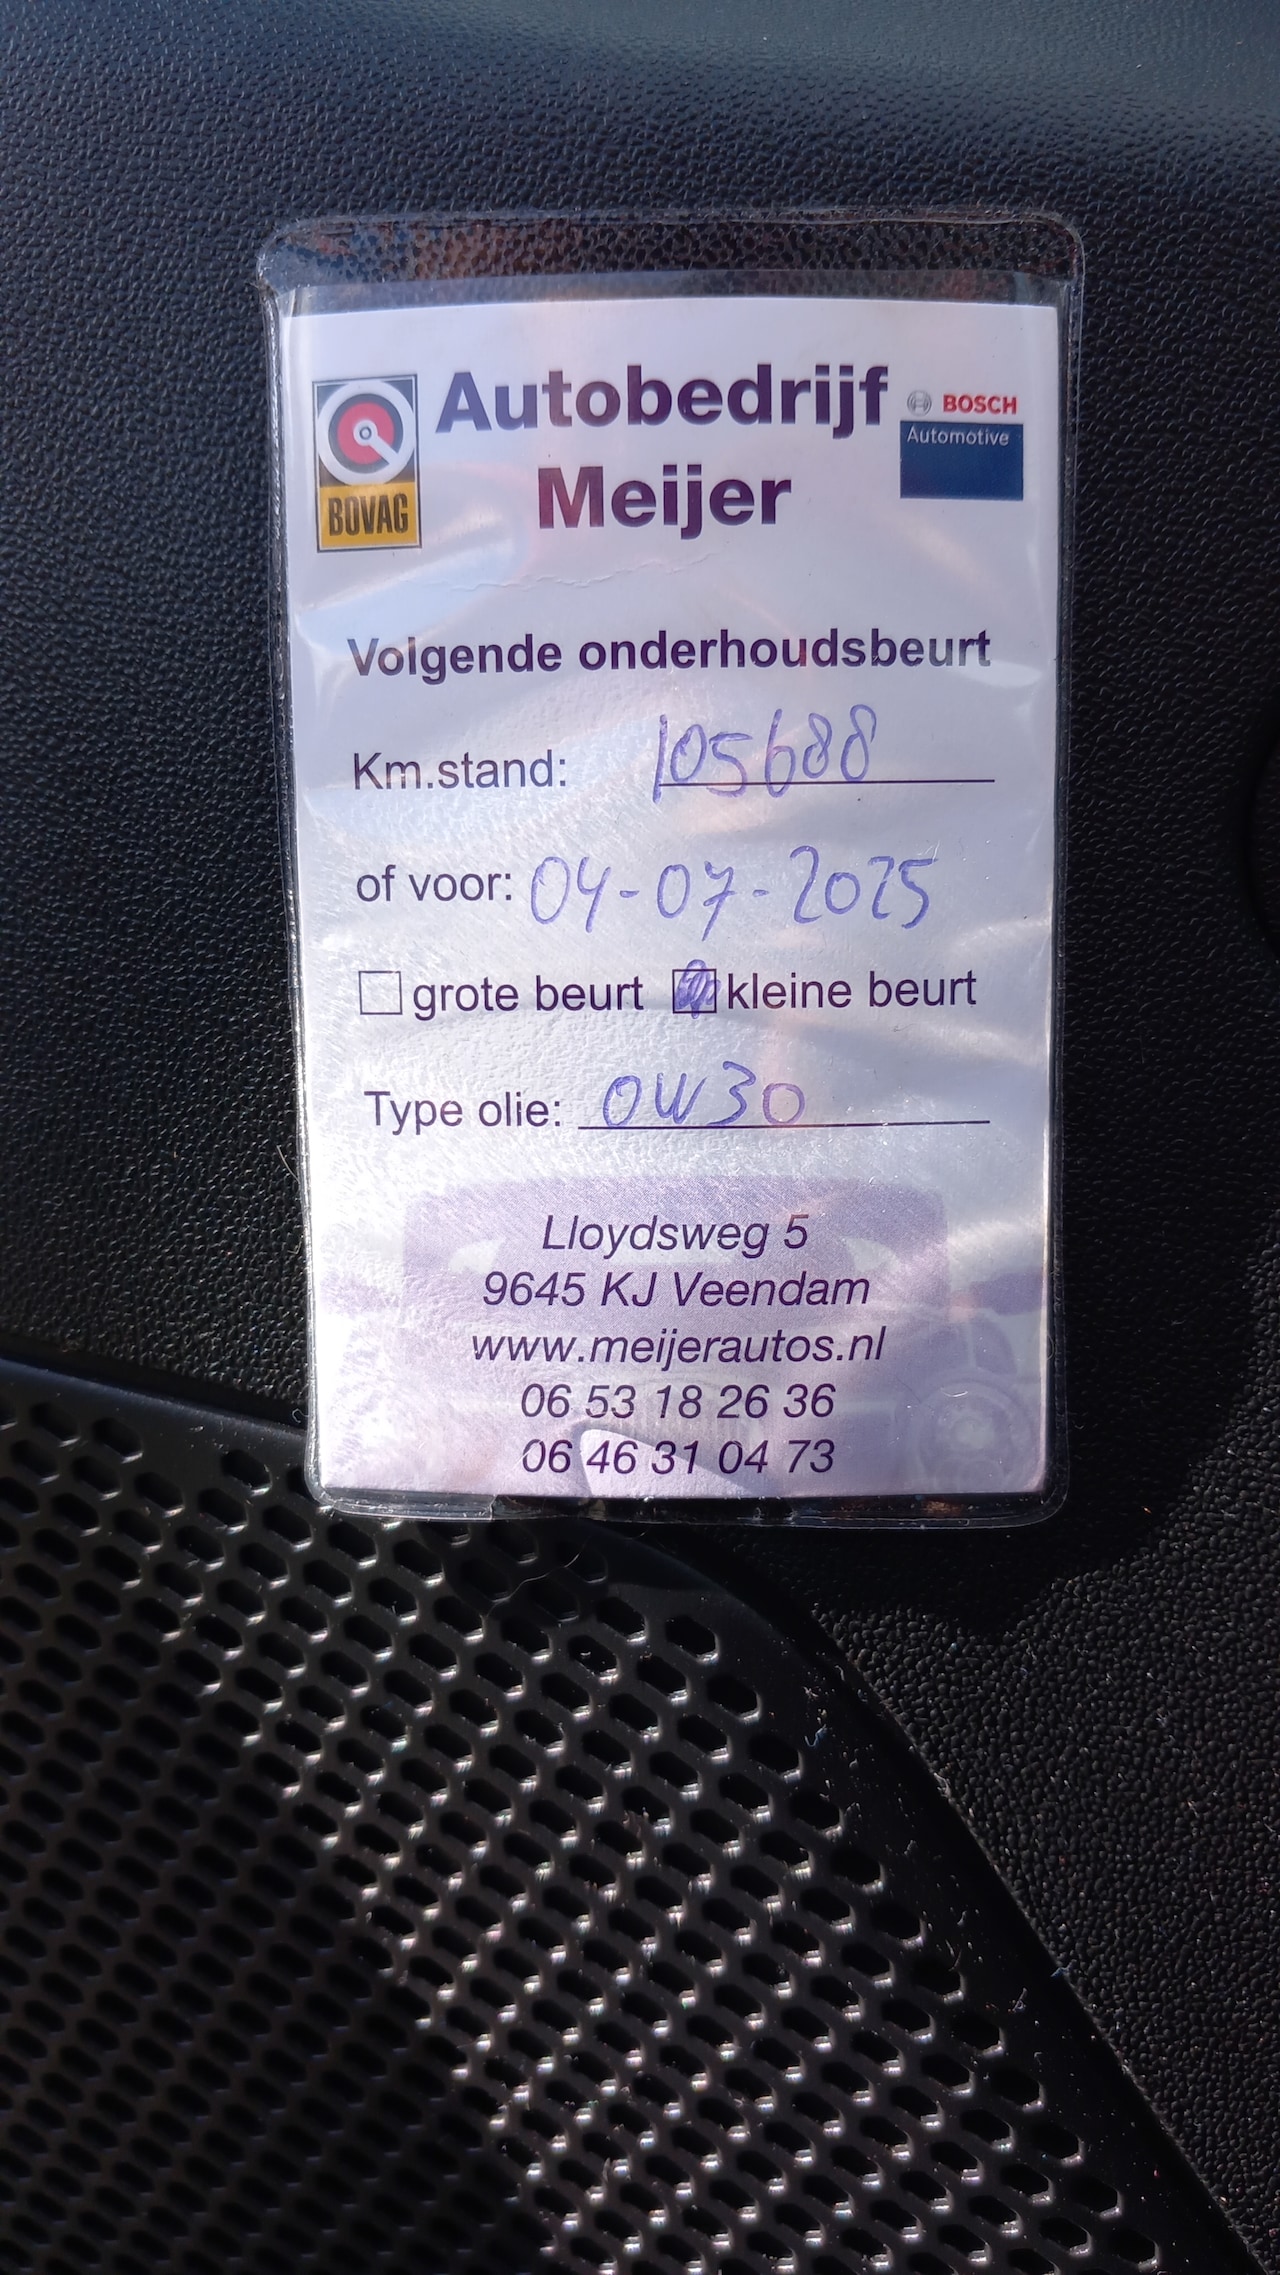 Autobedrijf
Meijer
BOVAG
BOSCH
Automotive
Volgende onderhoudsbeurt
Km.stand: 105688
of voor: 04-07-2025
grote beurt kleine beurt
Type olie: 0W30
Lloydsweg 5
9645 KJ Veendam
www.meijerautos.nl
06 53 18 26 36
06 46 31 04 73